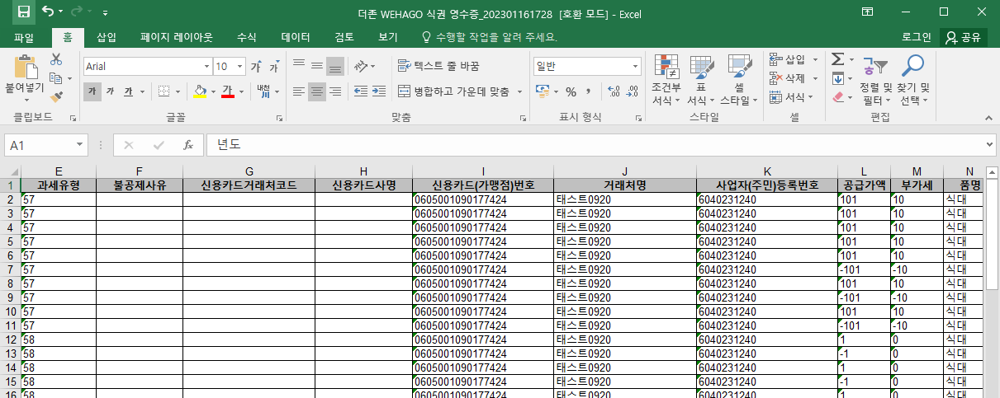 더존 WEHAGO 식권 영수증_202301161728 [호환 모드] - Excel
파일 홈 삽입 페이지 레이아웃 수식 데이터 검토 보기 수행할 작업을 알려 주세요. 로그인 공유
붙여넣기 Arial 10 가 가 텍스트 줄 바꿈 일반 조건부 서식 표 서식 셀 스타일 삽입 삭제 서식 정렬 및 필터 찾기 및 선택
가 가 가 가 가 내천 병합하고 가운데 맞춤 % ,
클립보드 글꼴 맞춤 표시 형식 스타일 셀 편집
A1 fx 년도
E F G H I J K L M N
1 과세유형 불공제사유 신용카드거래처코드 신용카드사명 신용카드(가맹점)번호 거래처명 사업자(주민)등록번호 공급가액 부가세 품명
2 57 0605001090177424 태스트0920 6040231240 101 10 식대
3 57 0605001090177424 태스트0920 6040231240 101 10 식대
4 57 0605001090177424 태스트0920 6040231240 101 10 식대
5 57 0605001090177424 태스트0920 6040231240 101 10 식대
6 57 0605001090177424 태스트0920 6040231240 101 10 식대
7 57 0605001090177424 태스트0920 6040231240 -101 -10 식대
8 57 0605001090177424 태스트0920 6040231240 101 10 식대
9 57 0605001090177424 태스트0920 6040231240 -101 -10 식대
10 57 0605001090177424 태스트0920 6040231240 101 10 식대
11 57 0605001090177424 태스트0920 6040231240 -101 -10 식대
12 58 0605001090177424 태스트0920 6040231240 1 0 식대
13 58 0605001090177424 태스트0920 6040231240 -1 0 식대
14 58 0605001090177424 태스트0920 6040231240 1 0 식대
15 58 0605001090177424 태스트0920 6040231240 -1 0 식대
16 58 0605001090177424 태스트0920 6040231240 1 0 식대